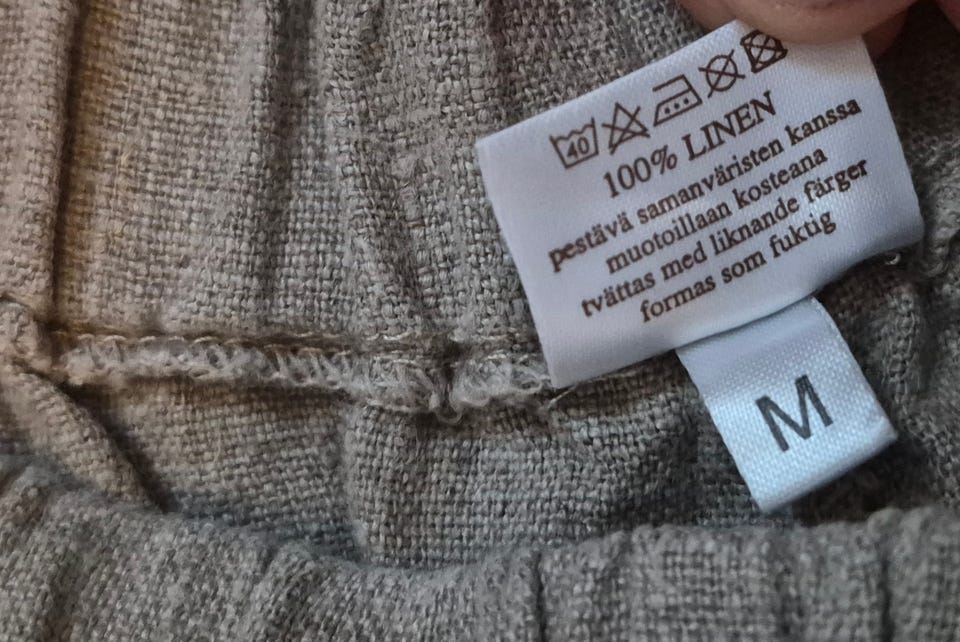 40
100% LINEN
pestävä samanväristen kanssa
muotoillaan kosteana
tvättas med liknande färger
formas som fuktig
M